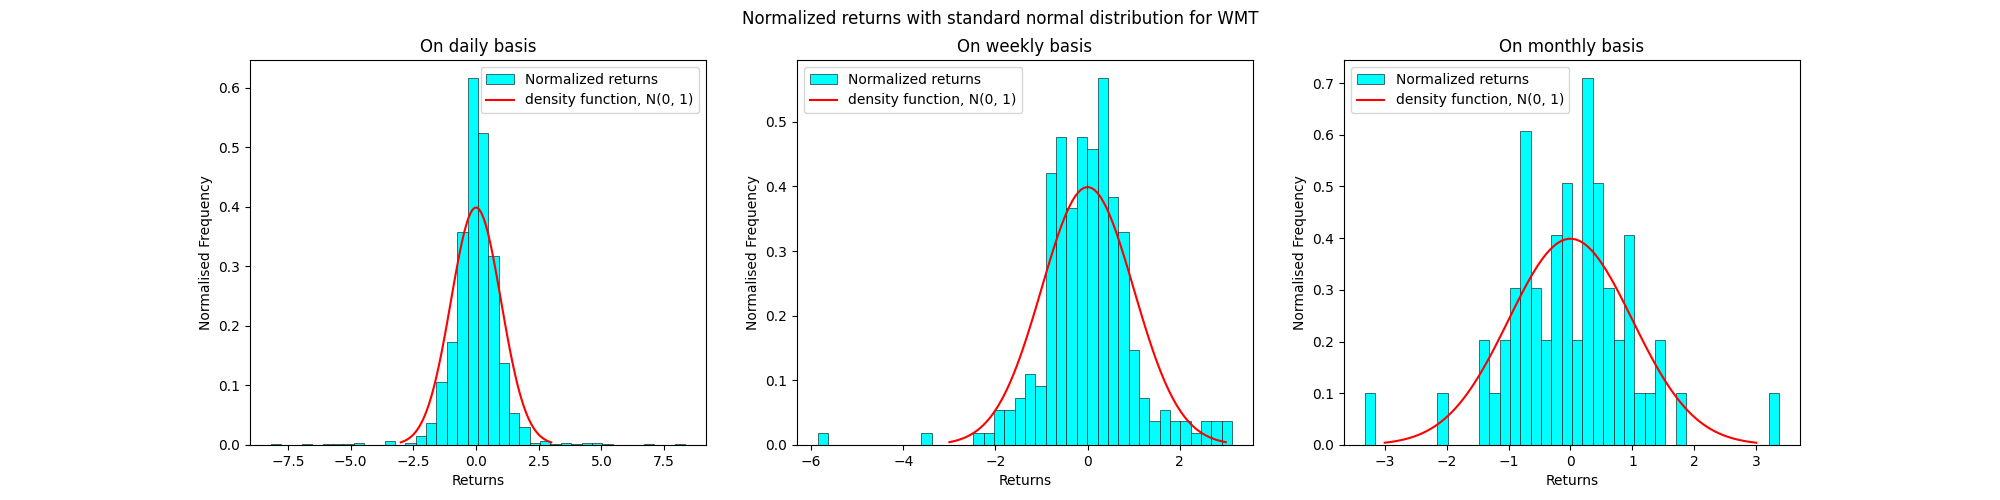 Normalized returns with standard normal distribution for WMT
On daily basis
Normalized returns
density function, N(0, 1)
0.6
0.5
0.4
0.3
0.2
0.1
0.0
Normalised Frequency
−7.5 −5.0 −2.5 0.0 2.5 5.0 7.5
Returns
On weekly basis
Normalized returns
density function, N(0, 1)
0.5
0.4
0.3
0.2
0.1
0.0
Normalised Frequency
−6 −4 −2 0 2
Returns
On monthly basis
Normalized returns
density function, N(0, 1)
0.7
0.6
0.5
0.4
0.3
0.2
0.1
0.0
Normalised Frequency
−3 −2 −1 0 1 2 3
Returns